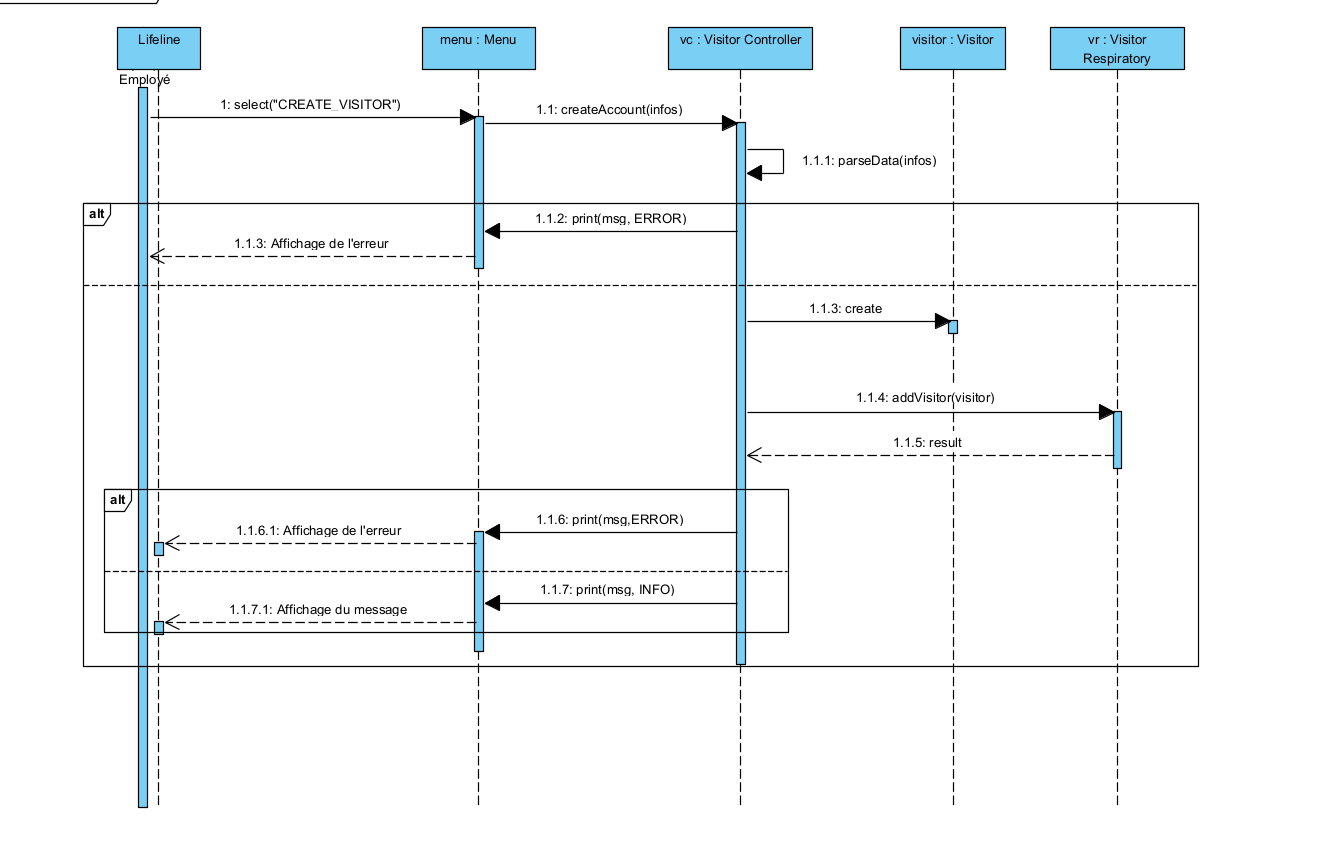 Lifeline
menu : Menu
vc : Visitor Controller
visitor : Visitor
vr : Visitor
Respiratory
Employé
1: select("CREATE_VISITOR")
1.1: createAccount(infos)
1.1.1: parseData(infos)
alt
1.1.2: print(msg, ERROR)
1.1.3: Affichage de l'erreur
1.1.3: create
1.1.4: addVisitor(visitor)
1.1.5: result
alt
1.1.6: print(msg,ERROR)
1.1.6.1: Affichage de l'erreur
1.1.7: print(msg, INFO)
1.1.7.1: Affichage du message